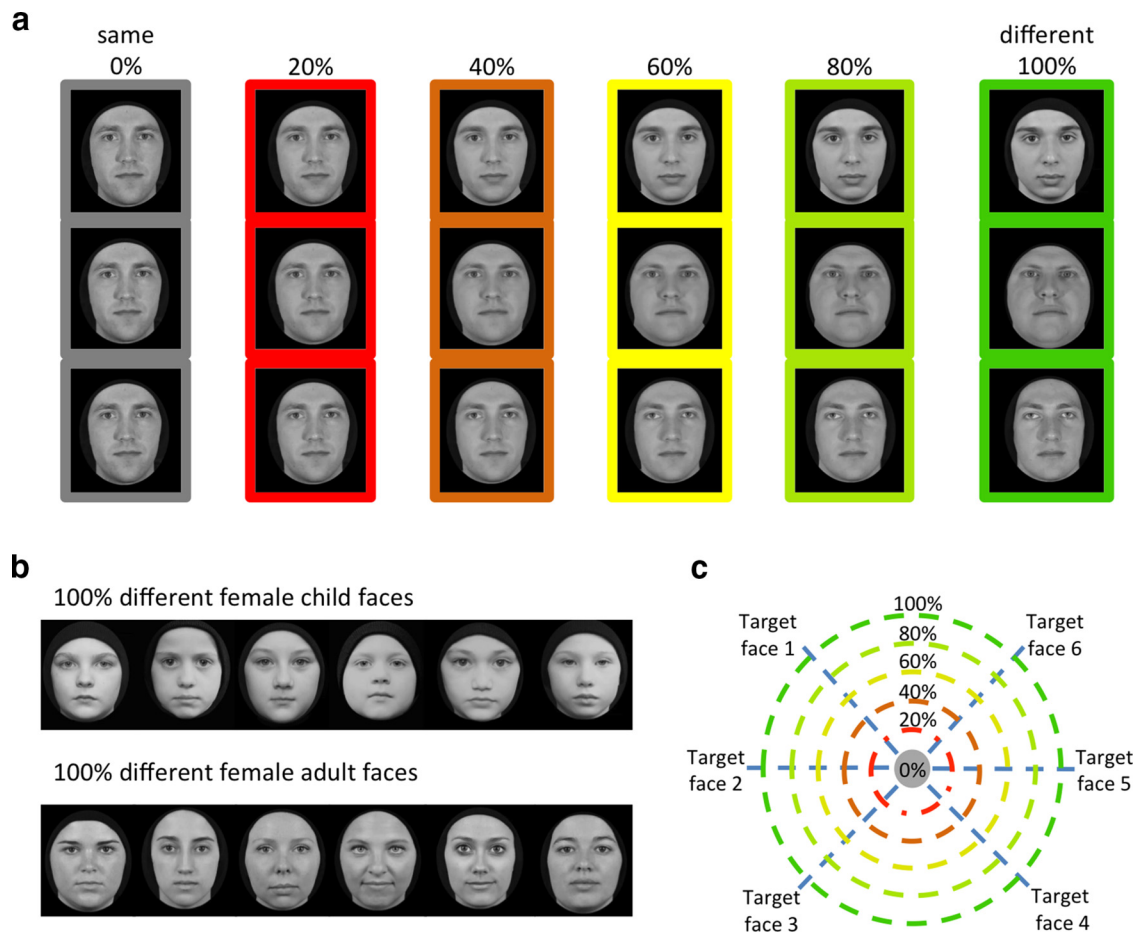 a
same
different
0%
20%
40%
60%
80%
100%
b
100% different female child faces
100% different female adult faces
c
100%
80%
60%
40%
20%
0%
Target
face 1
Target
face 6
Target
face 2
Target
face 5
Target
face 3
Target
face 4